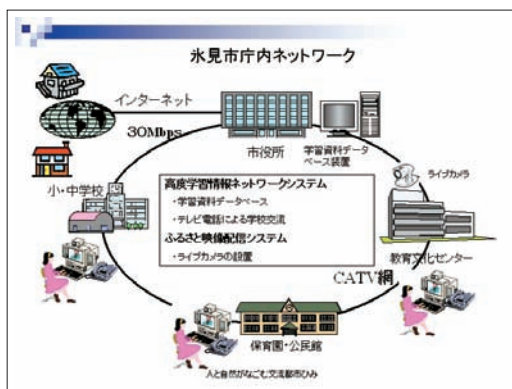 氷見市庁内ネットワーク
インターネット
30Mbps
市役所
学習資料データ
ベース装置
ライブカメラ
小・中学校
高度学習情報ネットワークシステム
・学習資料データベース
・テレビ電話による学校交流
ふるさと映像配信システム
・ライブカメラの設置
教育文化センター
CATV網
保育園・公民館
人と自然がなごむ交流都市ひみ